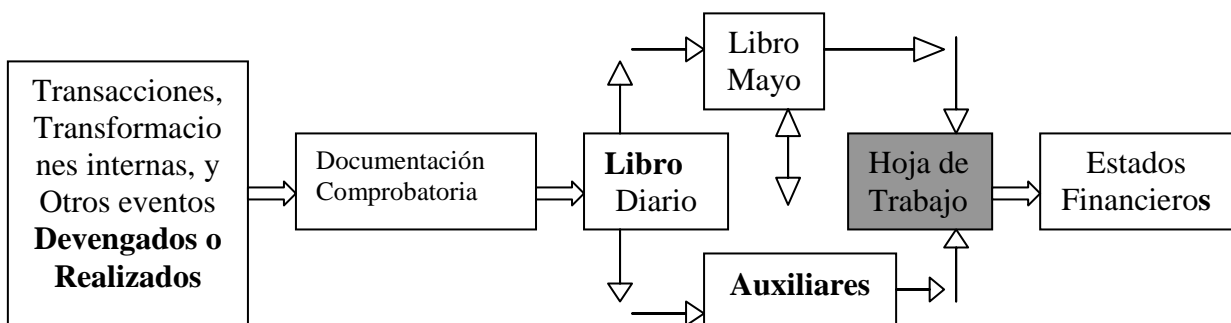 Transacciones,
Transformacio
nes internas, y
Otros eventos
Devengados o
Realizados
Documentación
Comprobatoria
Libro
Diario
Libro
Mayo
Auxiliares
Hoja de
Trabajo
Estados
Financieros